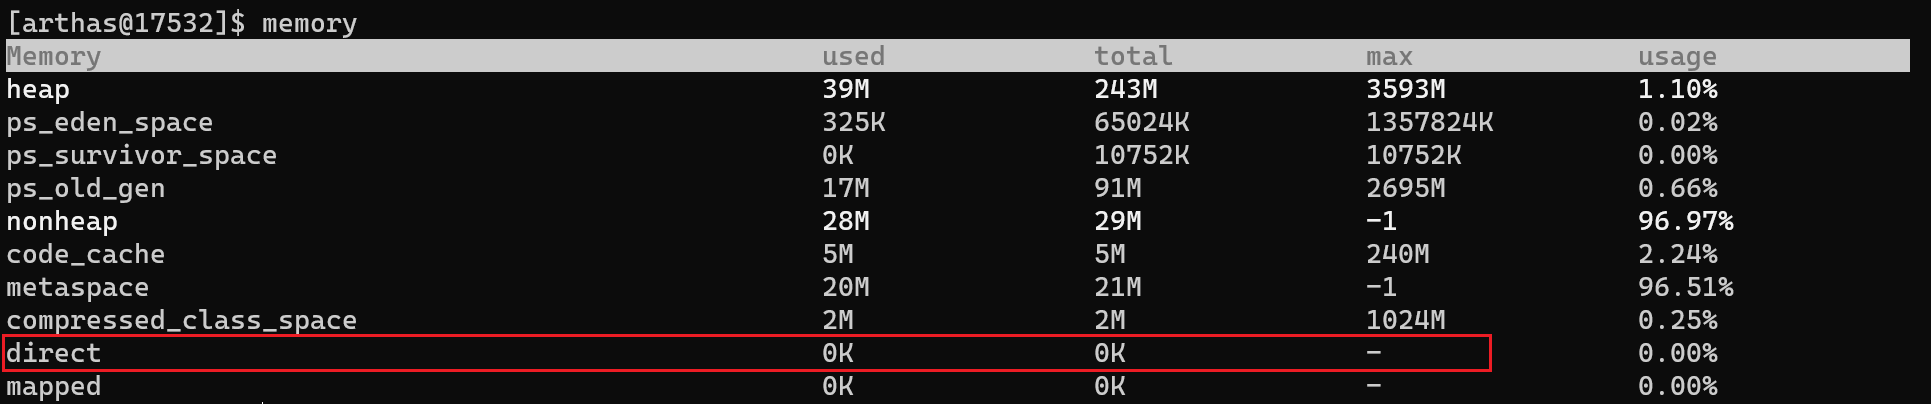 [arthas@17532]$ memory
Memory used total max usage
heap 39M 243M 3593M 1.10%
ps_eden_space 325K 65024K 1357824K 0.02%
ps_survivor_space 0K 10752K 10752K 0.00%
ps_old_gen 17M 91M 2695M 0.66%
nonheap 28M 29M -1 96.97%
code_cache 5M 5M 240M 2.24%
metaspace 20M 21M -1 96.51%
compressed_class_space 2M 2M 1024M 0.25%
direct 0K 0K - 0.00%
mapped 0K 0K - 0.00%